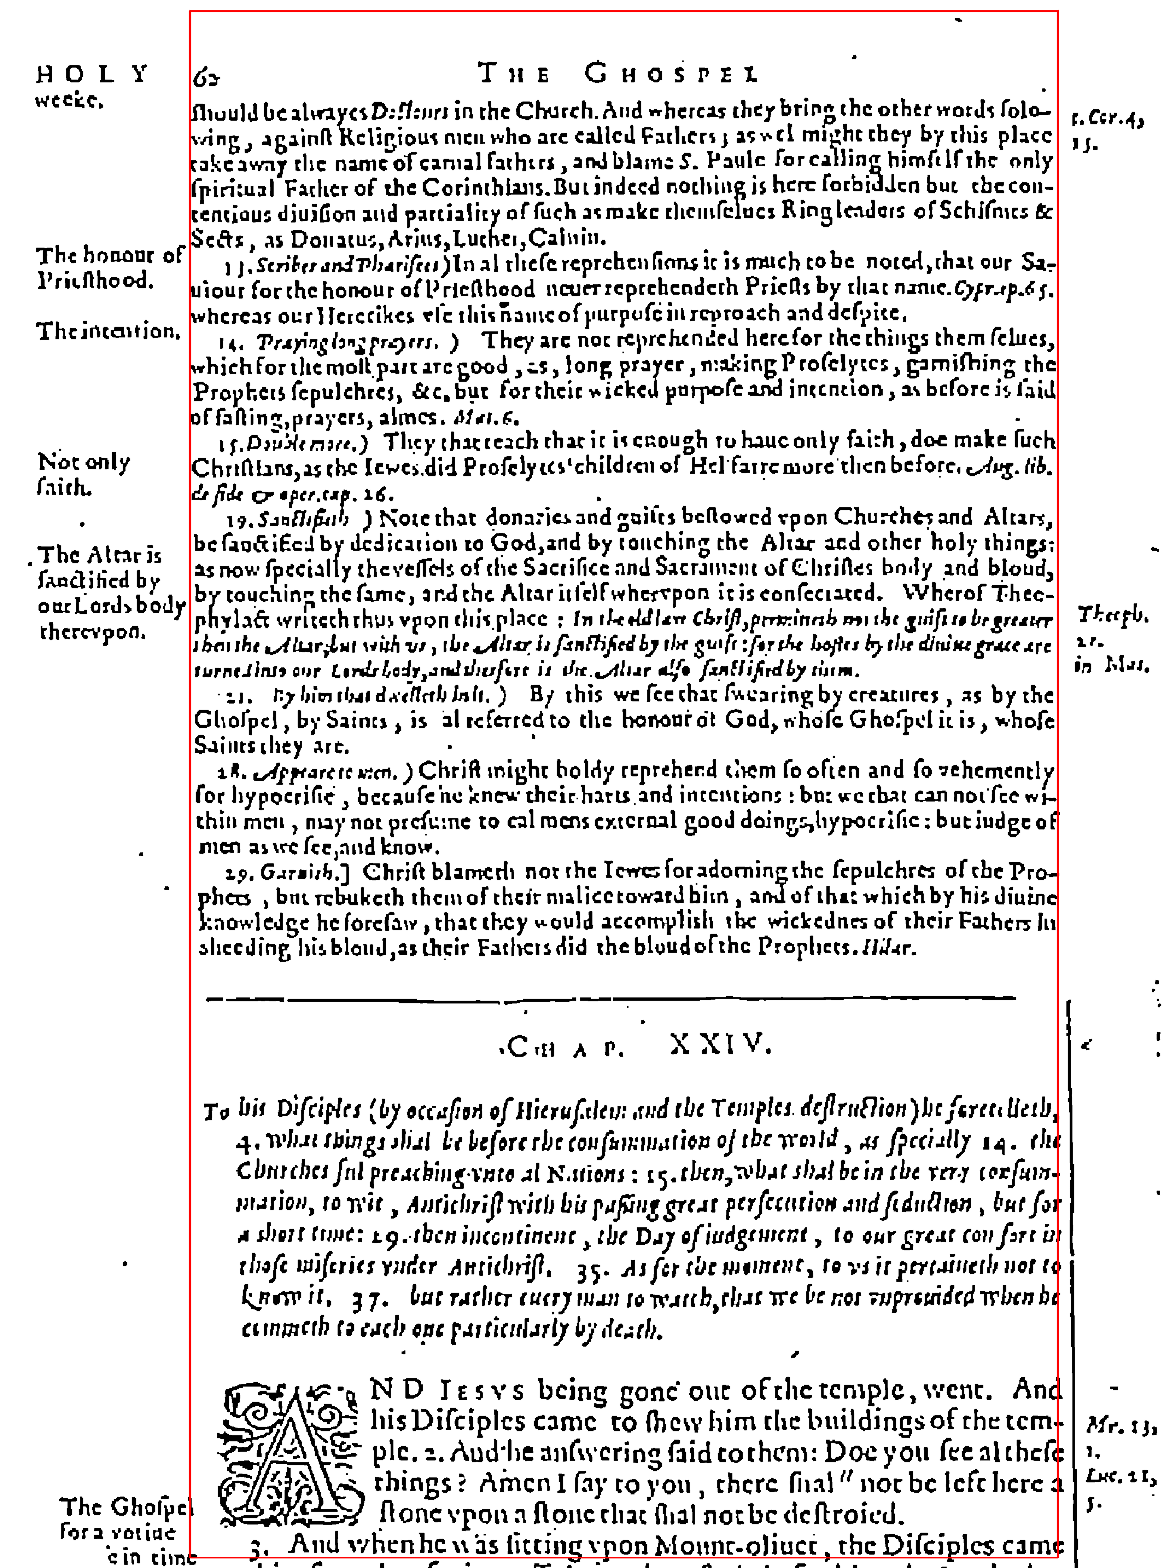 HOLY
weeke.
62
THE GHOSPEL
should be alwayes Docteurs in the Church. And whereas they bring the other words folo-
wing, against Religious men who are called Fathers; as wel might they by this place
take away the name of carnal fathers, and blame S. Paule for calling himself the only
1. Cor. 4,
15.
spiritual Father of the Corinthians. But indeed nothing is here forbidden but the con-
tentious diuision and partiality of such as make themselues Ringleaders of Schismes &
Sects, as Donatus, Arius, Luther, Caluin.
The honour of
Priesthood.
13. Scribes and Pharisees) In al these reprehensions it is much to be noted, that our Sa-
uiour for the honour of Priesthood neuer reprehendeth Priests by that name. Cypr. ep. 65.
whereas our Heretikes vse this name of purpose in reproach and despite.
The intention.
14. Praying long prayers. ) They are not reprehended here for the things them selues,
which for the most part are good, as, long prayer, making Proselytes, garnishing the
Prophets sepulchres, &c. but for their wicked purpose and intention, as before is said
of fasting, prayers, almes. Mat. 6.
Not only
faith.
15. Double more.) They that teach that it is enough to haue only faith, doe make such
Christians, as the Iewes did Proselytes children of Hel farre more then before. Aug. lib.
de fide & oper. cap. 26.
The Altar is
sanctified by
our Lords body
therevpon.
19. Sanctifieth ) Note that donaries and guifts bestowed vpon Churches and Altars,
be sanctified by dedication to God, and by touching the Altar and other holy things:
as now specially the vessels of the Sacrifice and Sacrament of Christes body and bloud,
by touching the same, and the Altar itself whervpon it is consecrated. Wherof Thee-
phylact writeth thus vpon this place: In the old law Christ permitteth not the guift to be greater
then the Altar, but with vs, the Altar is sanctified by the guift: for the hostes by the diuine grace are
turned into our Lords body, and therfore is the Altar also sanctified by them.
Theoph.
in Mat.
21. By him that dwelleth in it. ) By this we see that swearing by creatures, as by the
Ghospel, by Saints, is al referred to the honour of God, whose Ghospel it is, whose
Saints they are.
28. Appeare to men. ) Christ might boldy reprehend them so often and so vehemently
for hypocrisie, because he knew their harts and intentions: but we that can not see wi-
thin men, may not presume to cal mens external good doings, hypocrisie: but iudge of
men as we see, and know.
29. Garnish.] Christ blameth not the Iewes for adorning the sepulchres of the Pro-
phets, but rebuketh them of their malice toward him, and of that which by his diuine
knowledge he foresaw, that they would accomplish the wickednes of their Fathers in
sheeding his bloud, as their Fathers did the bloud of the Prophets. Hilar.
CHAP. XXIV.
To his Disciples (by occasion of Hierusalem and the Temples destruction) he foretelleth,
4. what things shal be before the consummation of the world, as specially 14. the
Churches ful preaching vnto al Nations: 15. then, what shal be in the very consum-
mation, to wit, Antichrist with his passing great persecution and seduction, but for
a short time: 29. then incontinent, the Day of iudgement, to our great comfort in
those miseries vnder Antichrist. 35. As for the moment, to vs it pertaineth not to
know it, 37. but rather euery man to watch, that we be not vnprouided when he
commeth to each one particularly by death.
AND IESVS being gone out of the temple, went. And
his Disciples came to shew him the buildings of the tem-
ple. 2. And he answering said to them: Doe you see al these
things? Amen I say to you, there shal" not be left here a
stone vpon a stone that shal not be destroied.
Mr. 13,
1.
Luc. 21,
5.
The Ghospel
for a votiue
in time
3. And when he was sitting vpon Mount-oliuet, the Disciples came